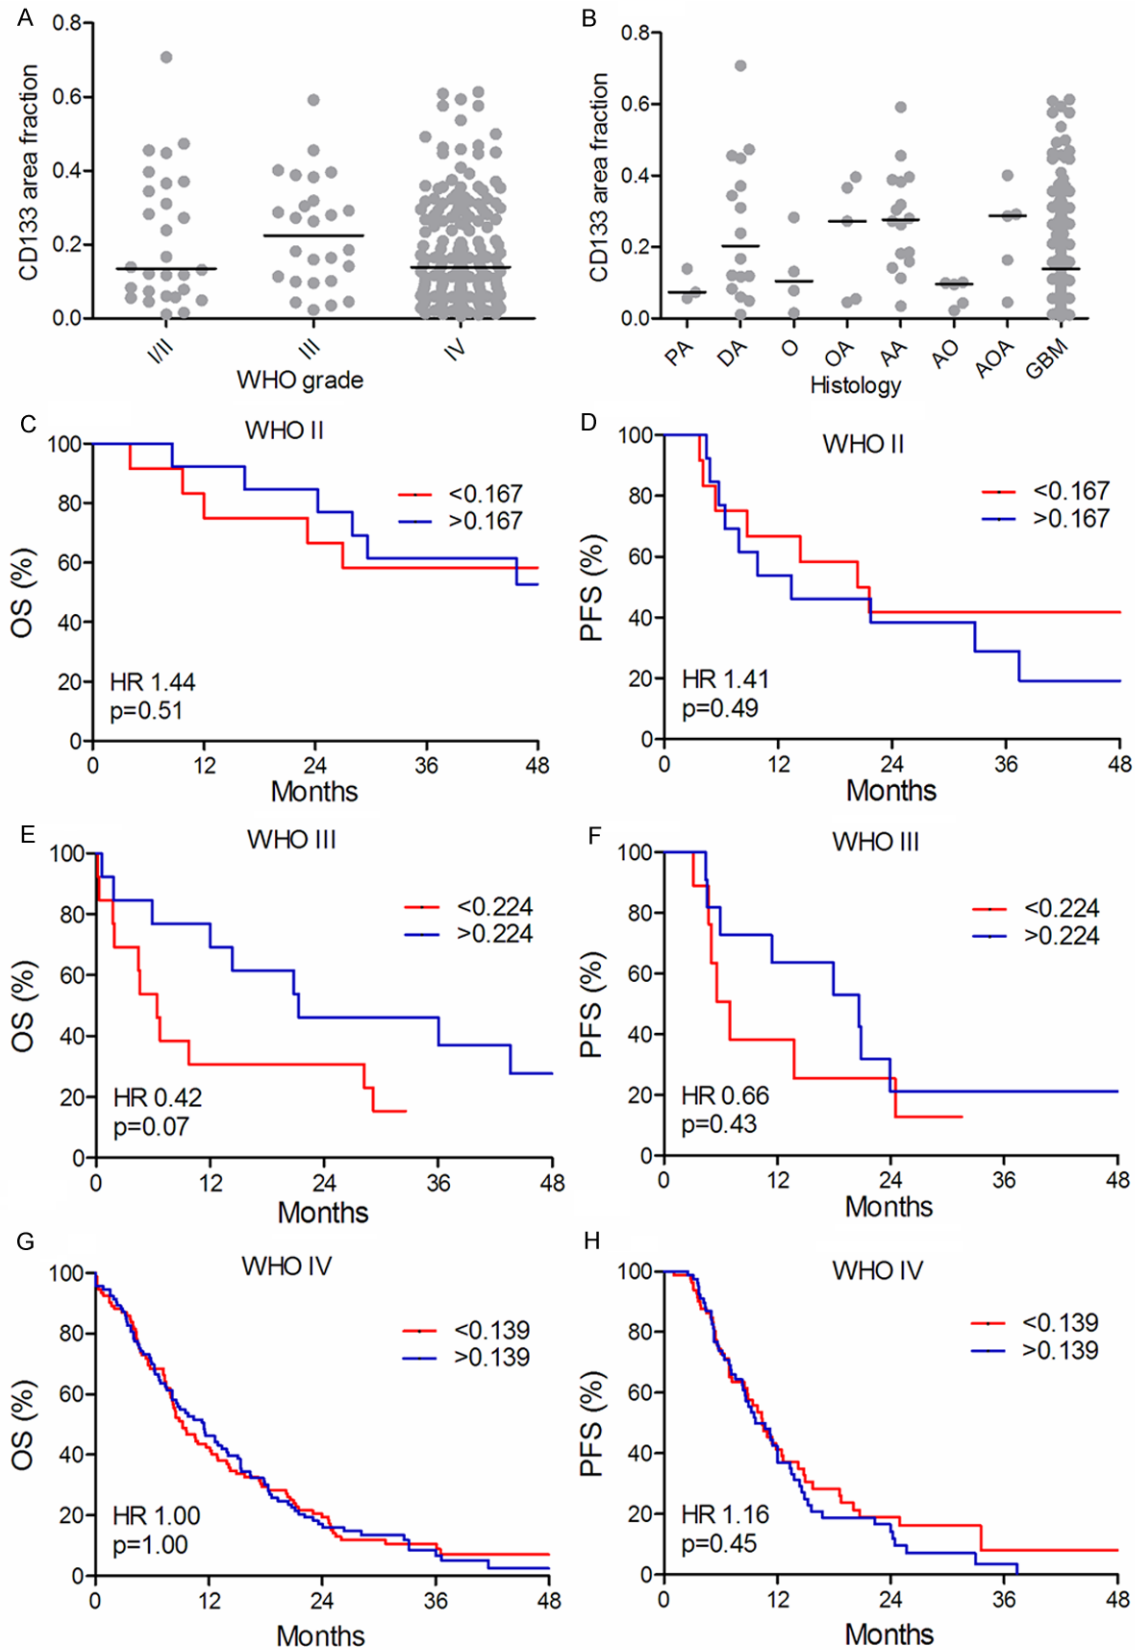 A
CD133 area fraction
0.8
0.6
0.4
0.2
0.0
I/II
III
IV
WHO grade
B
CD133 area fraction
0.8
0.6
0.4
0.2
0.0
PA
DA
O
OA
AA
AO
AOA
GBM
Histology
C
WHO II
OS (%)
100
80
60
40
20
0
<0.167
>0.167
HR 1.44
p=0.51
0 12 24 36 48
Months
D
WHO II
PFS (%)
100
80
60
40
20
0
<0.167
>0.167
HR 1.41
p=0.49
0 12 24 36 48
Months
E
WHO III
OS (%)
100
80
60
40
20
0
<0.224
>0.224
HR 0.42
p=0.07
0 12 24 36 48
Months
F
WHO III
PFS (%)
100
80
60
40
20
0
<0.224
>0.224
HR 0.66
p=0.43
0 12 24 36 48
Months
G
WHO IV
OS (%)
100
80
60
40
20
0
<0.139
>0.139
HR 1.00
p=1.00
0 12 24 36 48
Months
H
WHO IV
PFS (%)
100
80
60
40
20
0
<0.139
>0.139
HR 1.16
p=0.45
0 12 24 36 48
Months